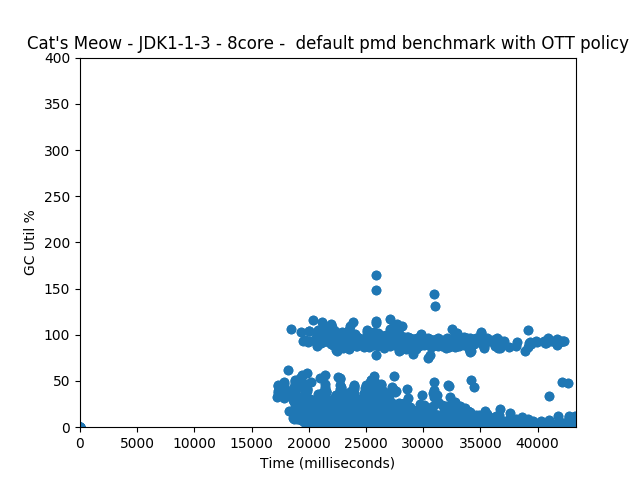 Cat's Meow - JDK1-1-3 - 8core -  default pmd benchmark with OTT policy
400
350
300
250
200
150
100
50
0
GC Util %
0 5000 10000 15000 20000 25000 30000 35000 40000
Time (milliseconds)